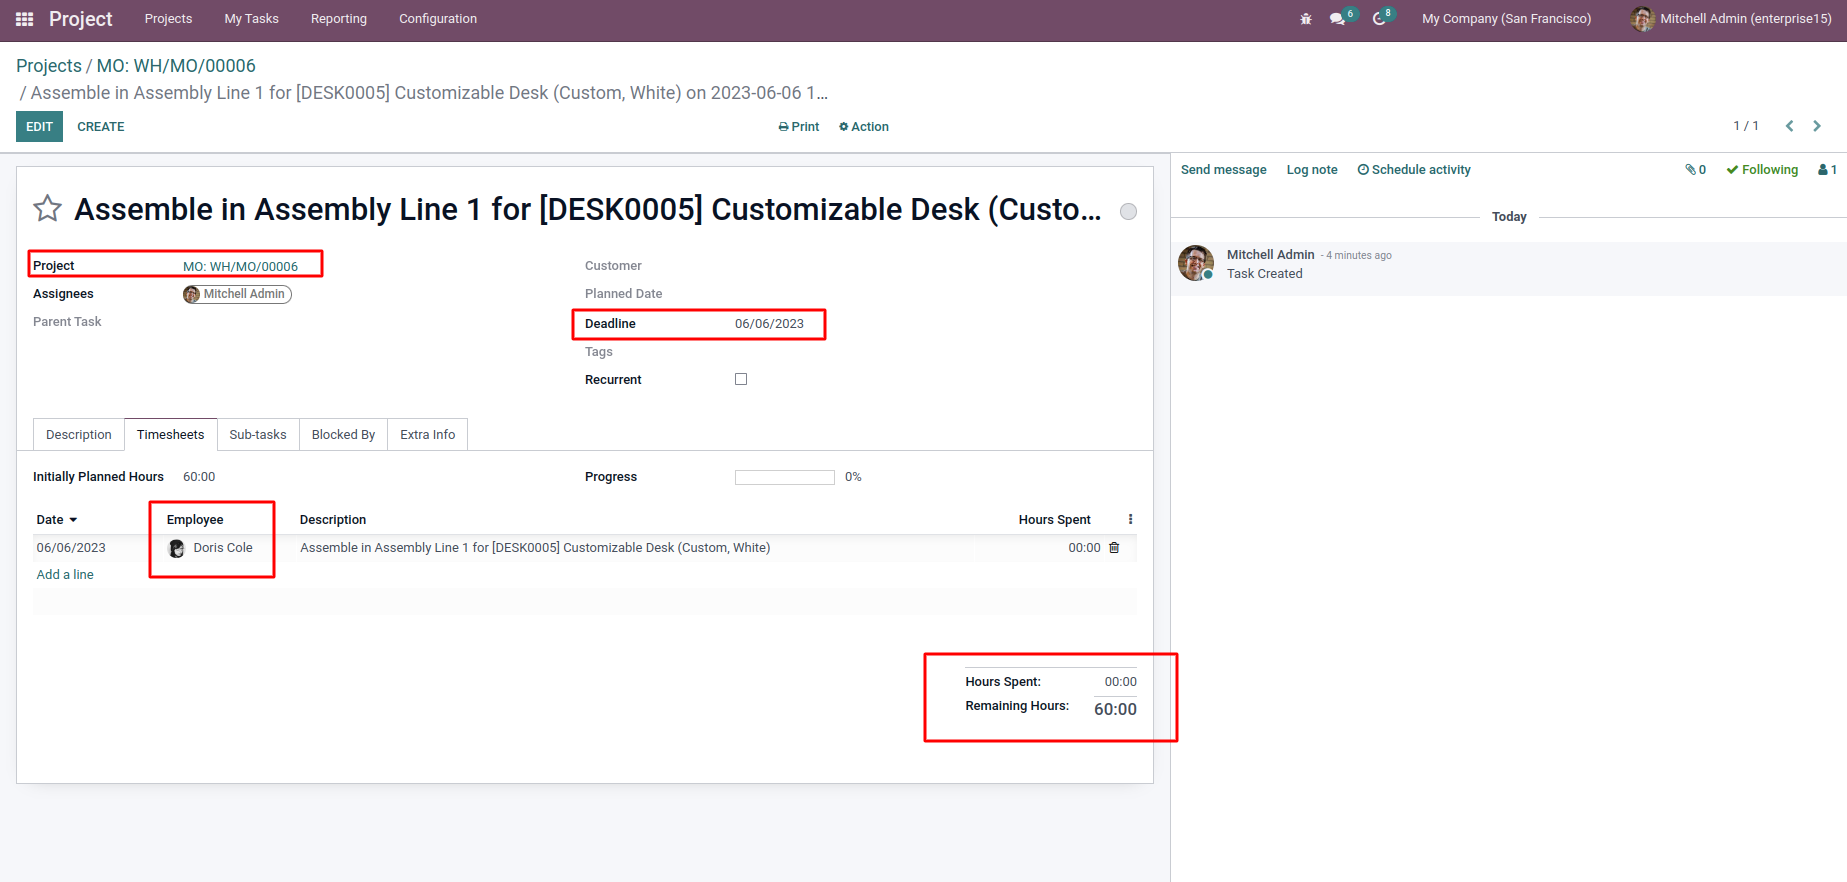 Project Projects My Tasks Reporting Configuration 6 8 My Company (San Francisco) Mitchell Admin (enterprise15)
Projects / MO: WH/MO/00006
/ Assemble in Assembly Line 1 for [DESK0005] Customizable Desk (Custom, White) on 2023-06-06 1...
EDIT CREATE Print Action 1 / 1
Send message Log note Schedule activity 0 Following 1
Assemble in Assembly Line 1 for [DESK0005] Customizable Desk (Custo...
Today
Mitchell Admin - 4 minutes ago
Task Created
Project MO: WH/MO/00006 Customer
Assignees Mitchell Admin Planned Date
Parent Task Deadline 06/06/2023
Tags
Recurrent
Description Timesheets Sub-tasks Blocked By Extra Info
Initially Planned Hours 60:00 Progress 0%
Date Employee Description Hours Spent
06/06/2023 Doris Cole Assemble in Assembly Line 1 for [DESK0005] Customizable Desk (Custom, White) 00:00
Add a line
Hours Spent: 00:00
Remaining Hours: 60:00